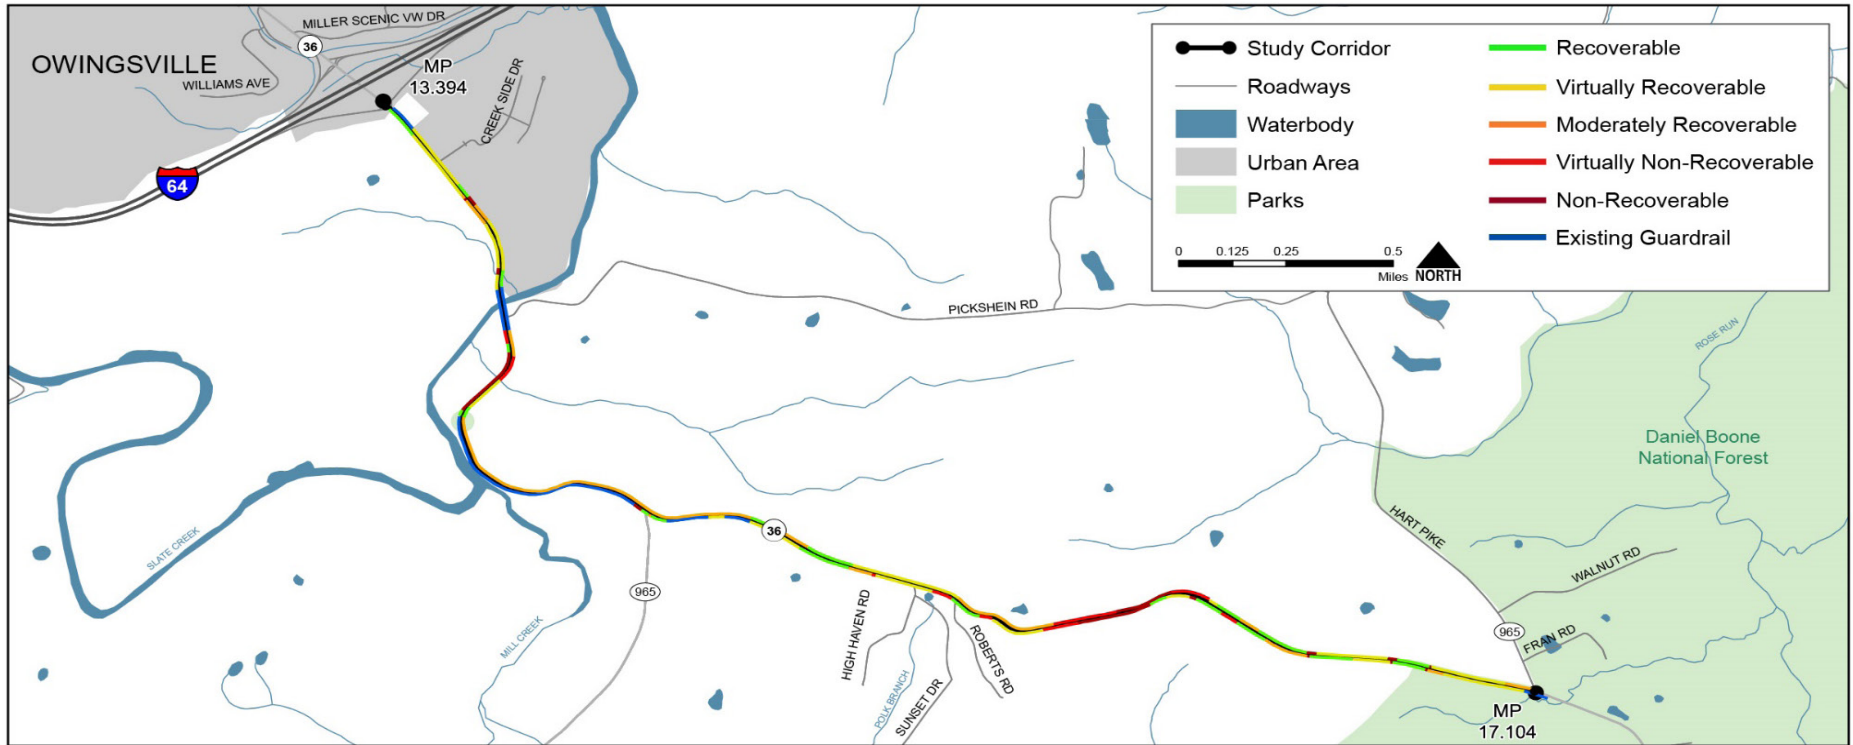 MILLER SCENIC VW DR
36
OWINGSVILLE
WILLIAMS AVE
MP
13.394
CREEK SIDE DR
64
Study Corridor
Roadways
Waterbody
Urban Area
Parks
Recoverable
Virtually Recoverable
Moderately Recoverable
Virtually Non-Recoverable
Non-Recoverable
Existing Guardrail
0 0.125 0.25 0.5
Miles
NORTH
PICKSHEIN RD
ROSE RUN
Daniel Boone
National Forest
HART PIKE
SLATE CREEK
36
WALNUT RD
965
HIGH HAVEN RD
ROBERTS RD
965
FRAN RD
MILL CREEK
POLK BRANCH
SUNSET DR
MP
17.104